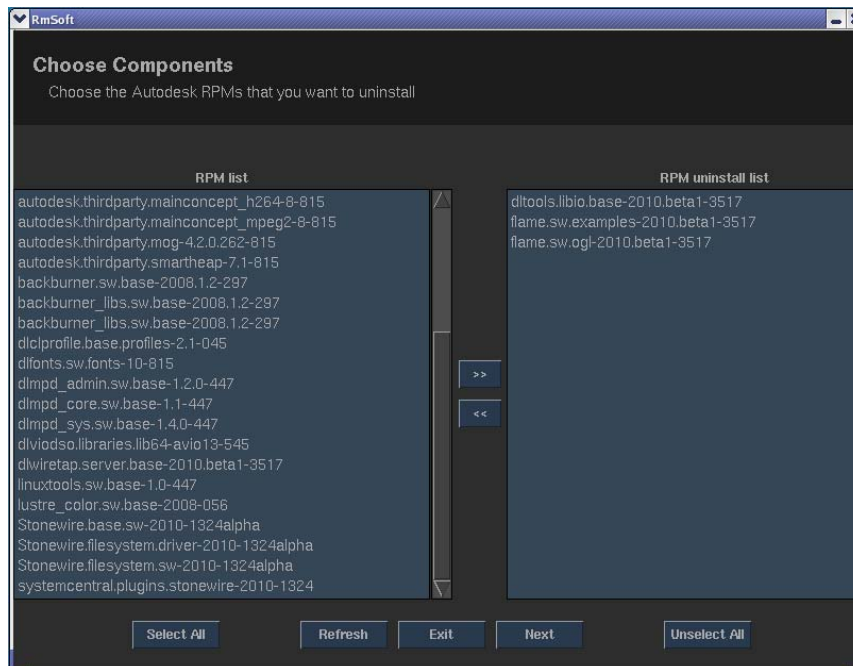 RmSoft
Choose Components
Choose the Autodesk RPMs that you want to uninstall
RPM list
autodesk.thirdparty.mainconcept_h264-8-815
autodesk.thirdparty.mainconcept_mpeg2-8-815
autodesk.thirdparty.mog-4.2.0.262-815
autodesk.thirdparty.smartheap-7.1-815
backburner.sw.base-2008.1.2-297
backburner_libs.sw.base-2008.1.2-297
backburner_libs.sw.base-2008.1.2-297
dlclprofile.base.profiles-2.1-045
dlfonts.sw.fonts-10-815
dlmpd_admin.sw.base-1.2.0-447
dlmpd_core.sw.base-1.1-447
dlmpd_sys.sw.base-1.4.0-447
dlviodso.libraries.lib64-avio13-545
dlwiretap.server.base-2010.beta1-3517
linuxtools.sw.base-1.0-447
lustre_color.sw.base-2008-056
Stonewire.base.sw-2010-1324alpha
Stonewire.filesystem.driver-2010-1324alpha
Stonewire.filesystem.sw-2010-1324alpha
systemcentral.plugins.stonewire-2010-1324
>>
<<
RPM uninstall list
dltools.libio.base-2010.beta1-3517
flame.sw.examples-2010.beta1-3517
flame.sw.ogl-2010.beta1-3517
Select All
Refresh
Exit
Next
Unselect All